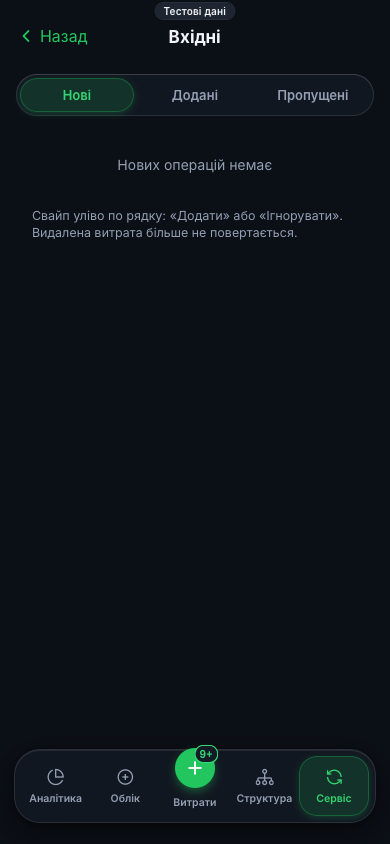 Тестові дані
Назад
Вхідні
Нові
Додані
Пропущені
Нових операцій немає
Свайп уліво по рядку: «Додати» або «Ігнорувати».
Видалена витрата більше не повертається.
9+
Аналітика
Облік
Витрати
Структура
Сервіс